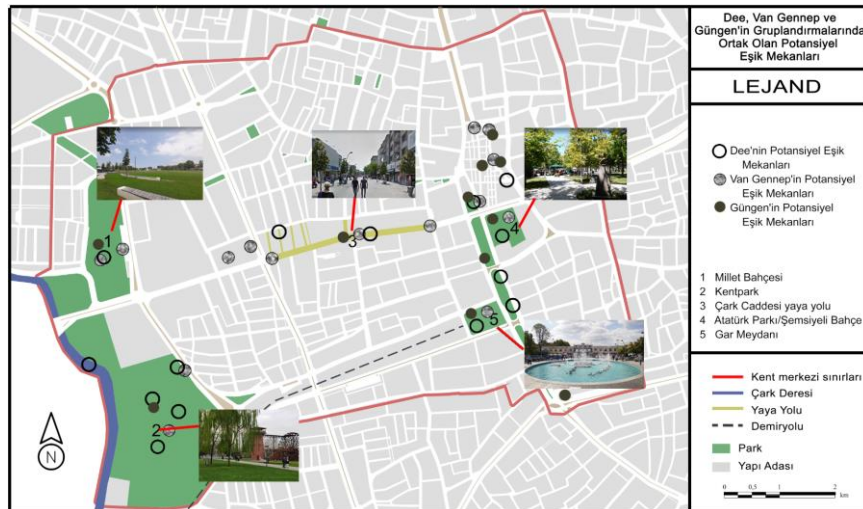 Dee, Van Gennep ve
Güngen'in Gruplandırmalarında
Ortak Olan Potansiyel
Eşik Mekanları
LEJAND
Dee'nin Potansiyel Eşik
Mekanları
Van Gennep'in Potansiyel
Eşik Mekanları
Güngen'in Potansiyel
Eşik Mekanları
1 Millet Bahçesi
2 Kentpark
3 Çark Caddesi yaya yolu
4 Atatürk Parkı/Şemsiyeli Bahçe
5 Gar Meydanı
Kent merkezi sınırları
Çark Deresi
Yaya Yolu
Demiryolu
Park
Yapı Adası
0 0,5 1 2
km
1
3
4
5
2
N